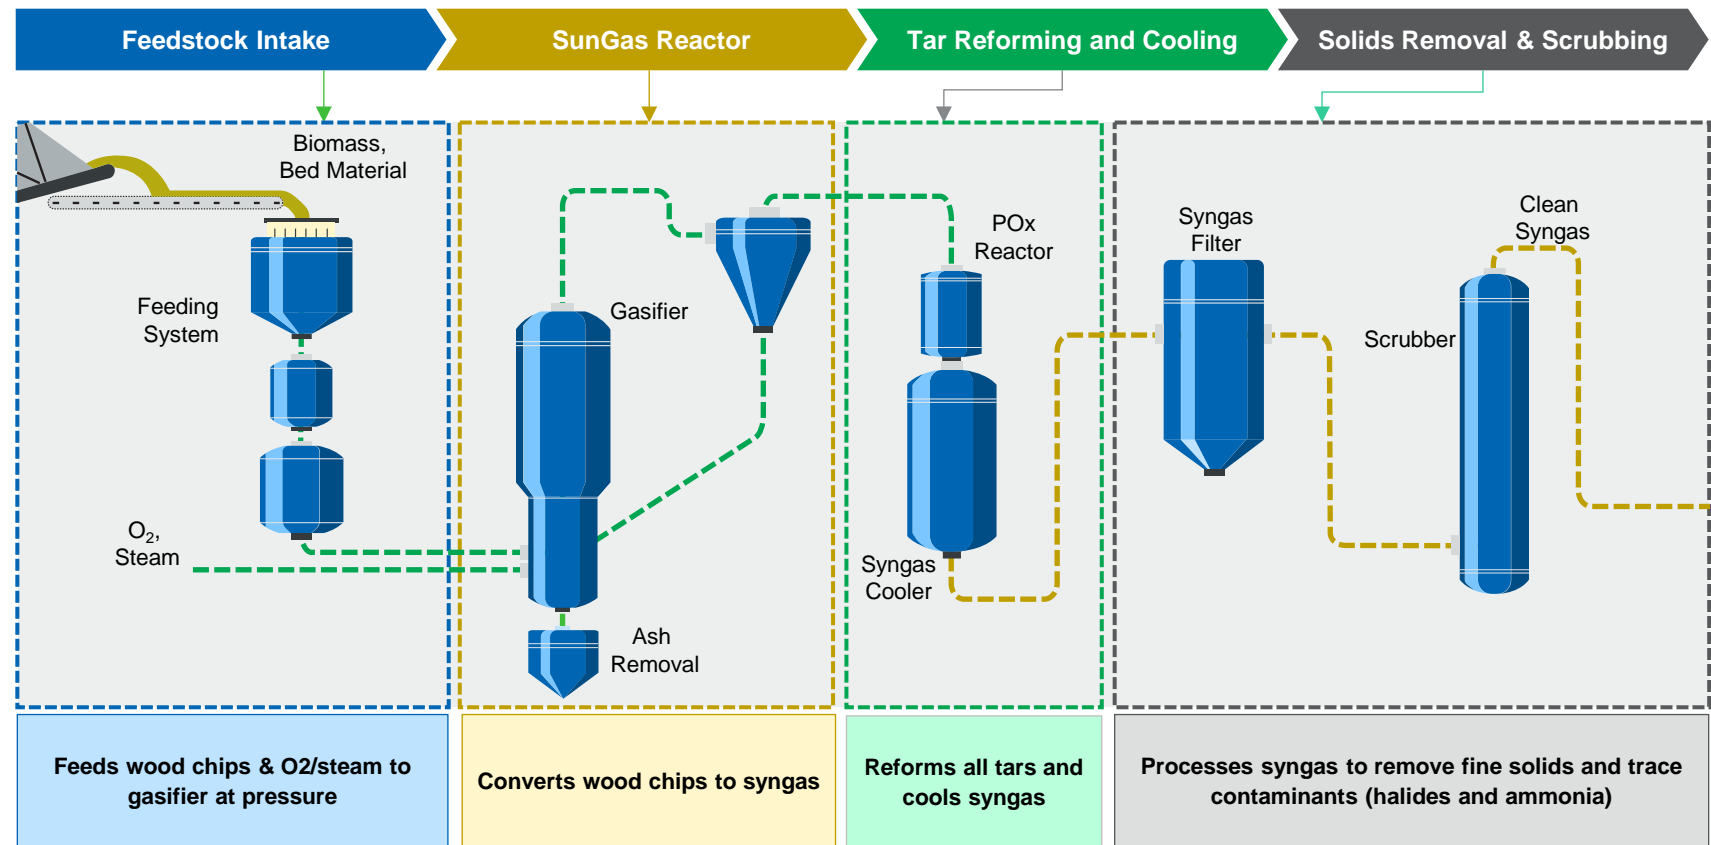 Feedstock Intake
SunGas Reactor
Tar Reforming and Cooling
Solids Removal & Scrubbing
Biomass,
Bed Material
Feeding
System
O₂,
Steam
Gasifier
Ash
Removal
POx
Reactor
Syngas
Cooler
Syngas
Filter
Scrubber
Clean
Syngas
Feeds wood chips & O2/steam to
gasifier at pressure
Converts wood chips to syngas
Reforms all tars and
cools syngas
Processes syngas to remove fine solids and trace
contaminants (halides and ammonia)